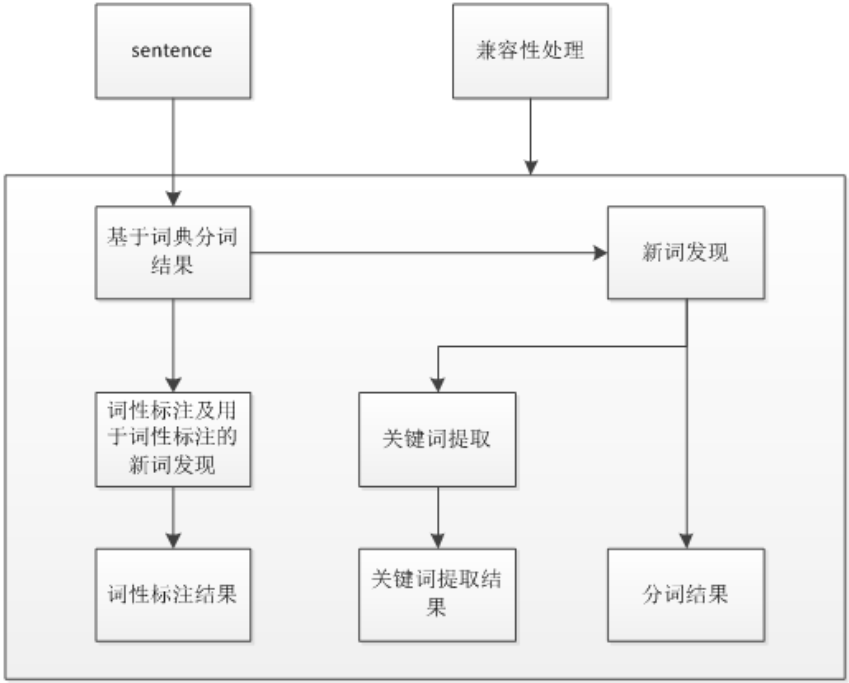 sentence
兼容性处理
基于词典分词
结果
新词发现
词性标注及用
于词性标注的
新词发现
关键词提取
词性标注结果
关键词提取结
果
分词结果